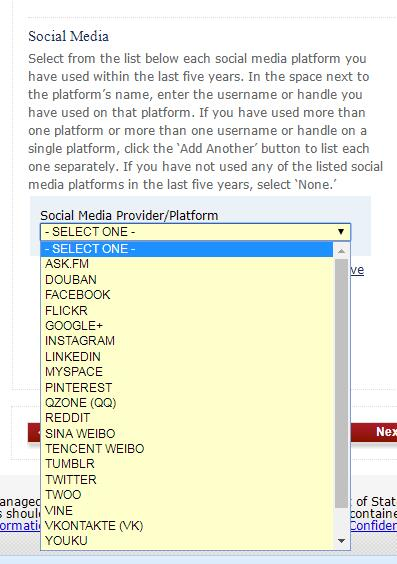 Social Media
Select from the list below each social media platform you
have used within the last five years. In the space next to
the platform's name, enter the username or handle you
have used on that platform. If you have used more than
one platform or more than one username or handle on a
single platform, click the ‘Add Another’ button to list each
one separately. If you have not used any of the listed social
media platforms in the last five years, select ‘None.’
Social Media Provider/Platform
- SELECT ONE -
- SELECT ONE -
ASK.FM
DOUBAN
FACEBOOK
FLICKR
GOOGLE+
INSTAGRAM
LINKEDIN
MYSPACE
PINTEREST
QZONE (QQ)
REDDIT
SINA WEIBO
TENCENT WEIBO
TUMBLR
TWITTER
TWOO
VINE
VKONTAKTE (VK)
YOUKU
ve
Nex
anaged
of Stat
s shoul
containe
ormati
Confiden